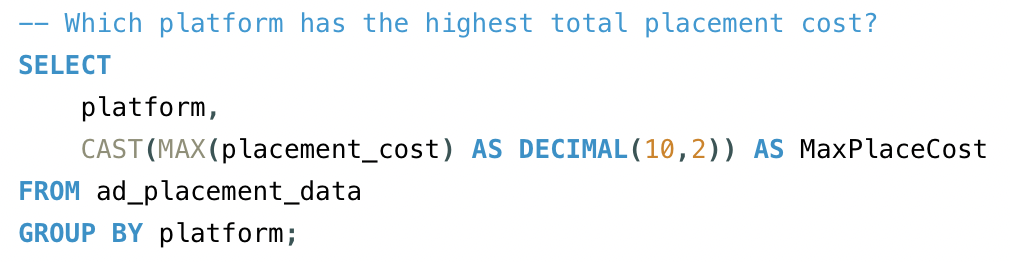 -- Which platform has the highest total placement cost?
SELECT
    platform,
    CAST(MAX(placement_cost) AS DECIMAL(10,2)) AS MaxPlaceCost
FROM ad_placement_data
GROUP BY platform;